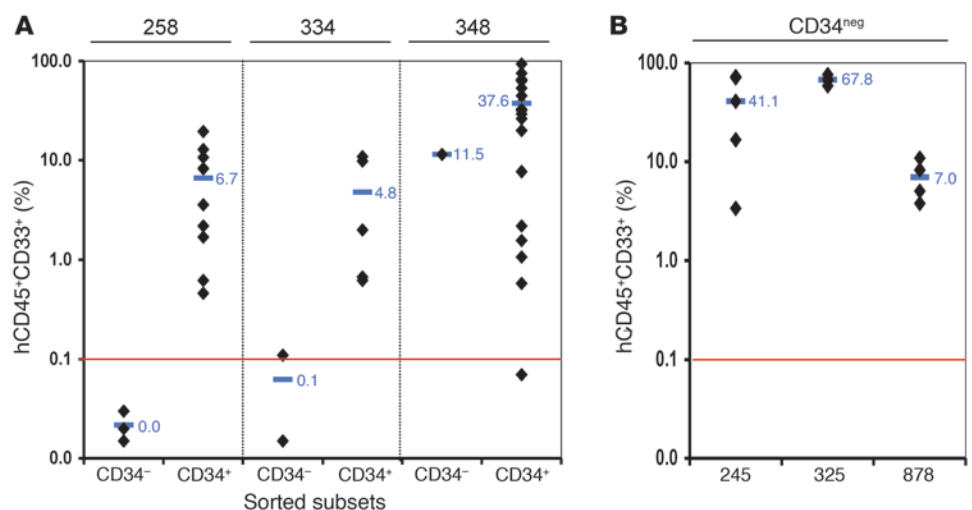 A
258 334 348
hCD45⁺CD33⁺ (%)
100.0
10.0
1.0
0.1
0.0
0.0
6.7
0.1
4.8
11.5
37.6
CD34⁻ CD34⁺ CD34⁻ CD34⁺ CD34⁻ CD34⁺
Sorted subsets
B
CD34ⁿᵉᵍ
hCD45⁺CD33⁺ (%)
100.0
10.0
1.0
0.1
0.0
41.1
67.8
7.0
245 325 878